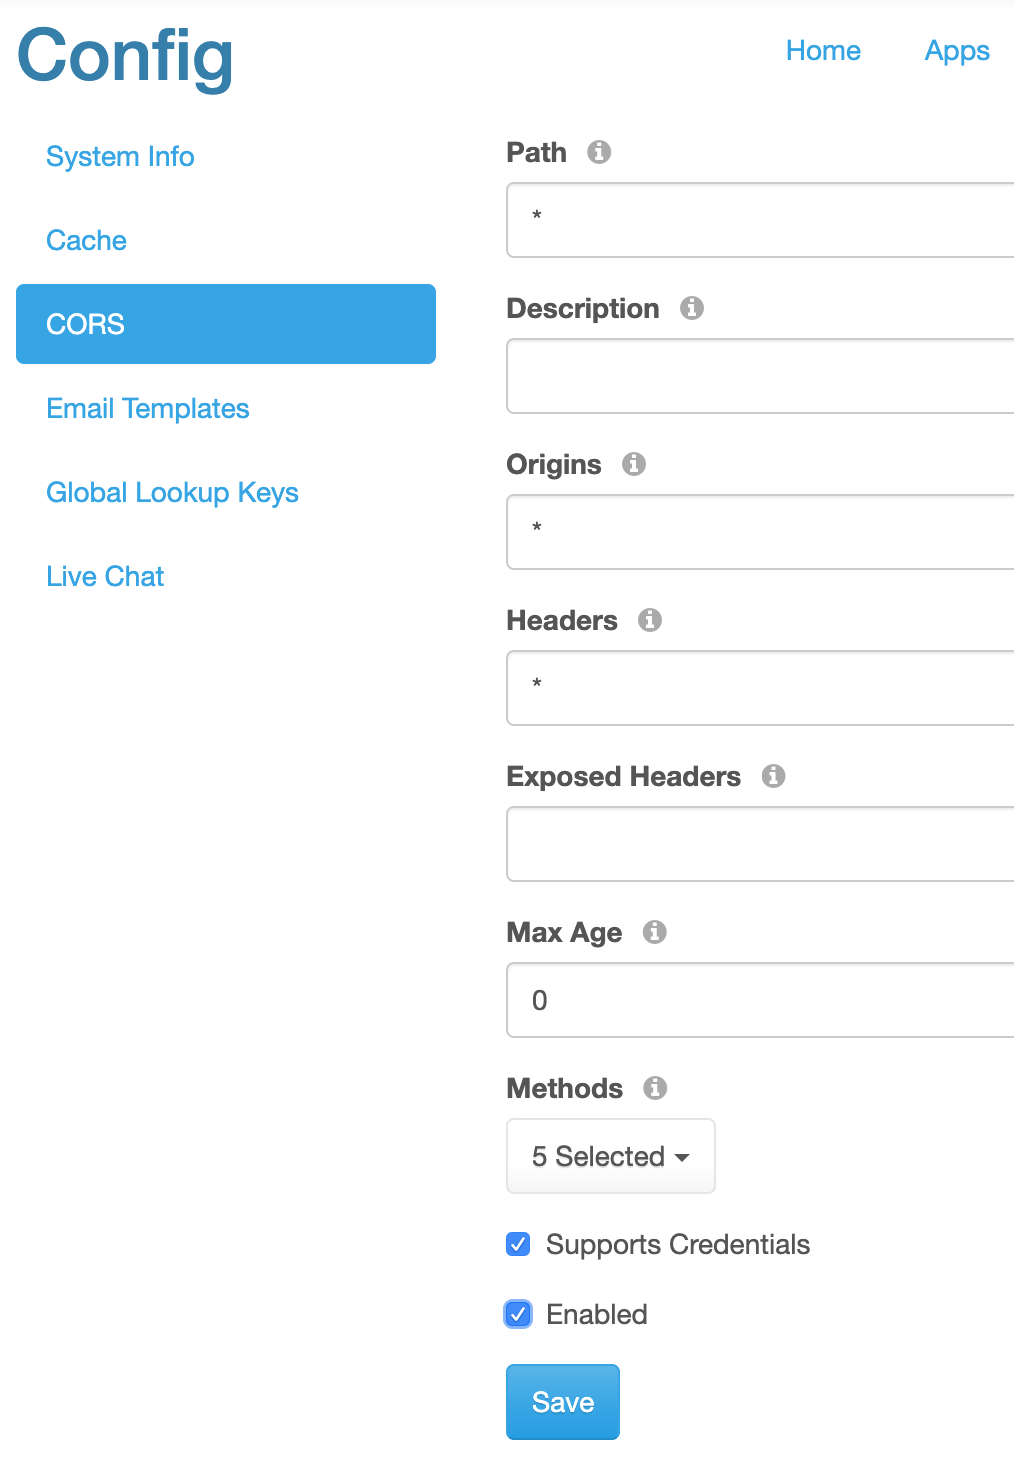 Config
Home
Apps
System Info
Cache
CORS
Email Templates
Global Lookup Keys
Live Chat
Path
*
Description
Origins
*
Headers
*
Exposed Headers
Max Age
0
Methods
5 Selected
Supports Credentials
Enabled
Save